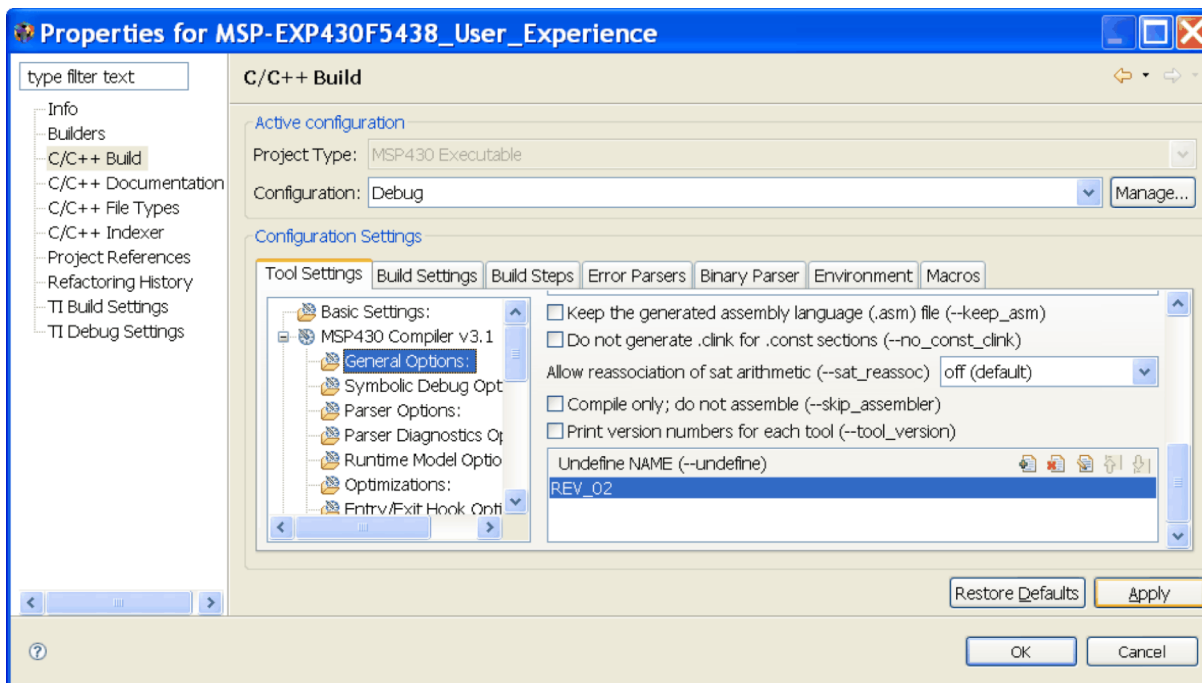 Properties for MSP-EXP430F5438_User_Experience
type filter text
Info
Builders
C/C++ Build
C/C++ Documentation
C/C++ File Types
C/C++ Indexer
Project References
Refactoring History
TI Build Settings
TI Debug Settings
C/C++ Build
Active configuration
Project Type: MSP430 Executable
Configuration: Debug Manage...
Configuration Settings
Tool Settings Build Settings Build Steps Error Parsers Binary Parser Environment Macros
Basic Settings:
MSP430 Compiler v3.1
General Options:
Symbolic Debug Opt
Parser Options:
Parser Diagnostics Op
Runtime Model Optio
Optimizations:
Entry/Exit Hook Opti
Keep the generated assembly language (.asm) file (--keep_asm)
Do not generate .clink for .const sections (--no_const_clink)
Allow reassociation of sat arithmetic (--sat_reassoc) off (default)
Compile only; do not assemble (--skip_assembler)
Print version numbers for each tool (--tool_version)
Undefine NAME (--undefine)
REV_02
Restore Defaults Apply
OK Cancel